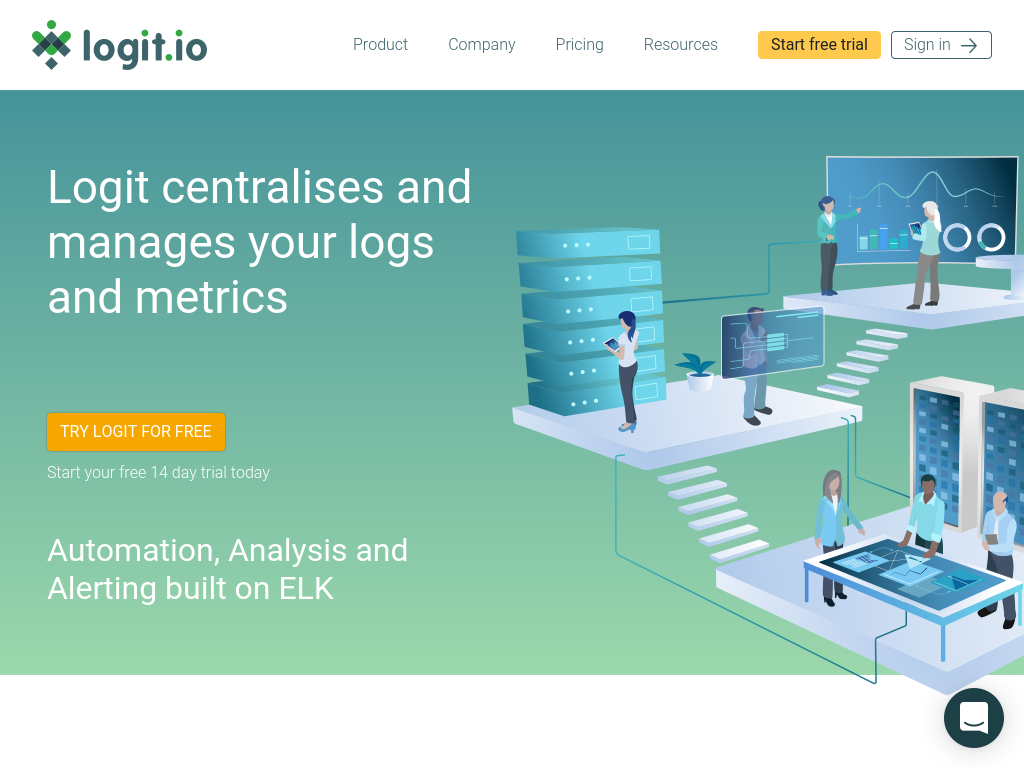 logit.io
Product
Company
Pricing
Resources
Start free trial
Sign in
Logit centralises and
manages your logs
and metrics
TRY LOGIT FOR FREE
Start your free 14 day trial today
Automation, Analysis and
Alerting built on ELK